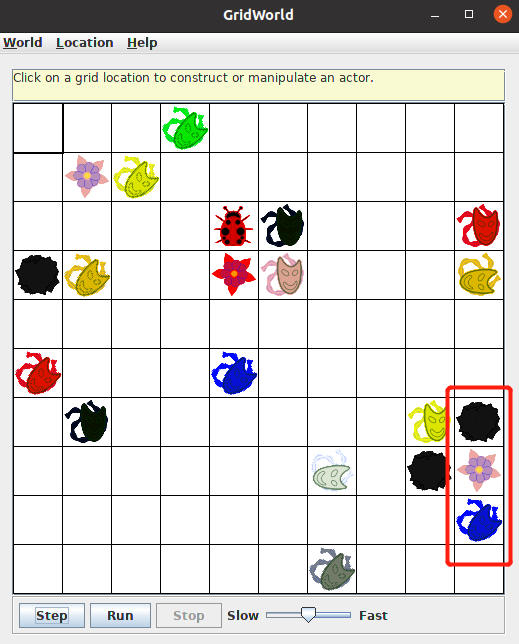 GridWorld
World Location Help
Click on a grid location to construct or manipulate an actor.
Step Run Stop Slow Fast